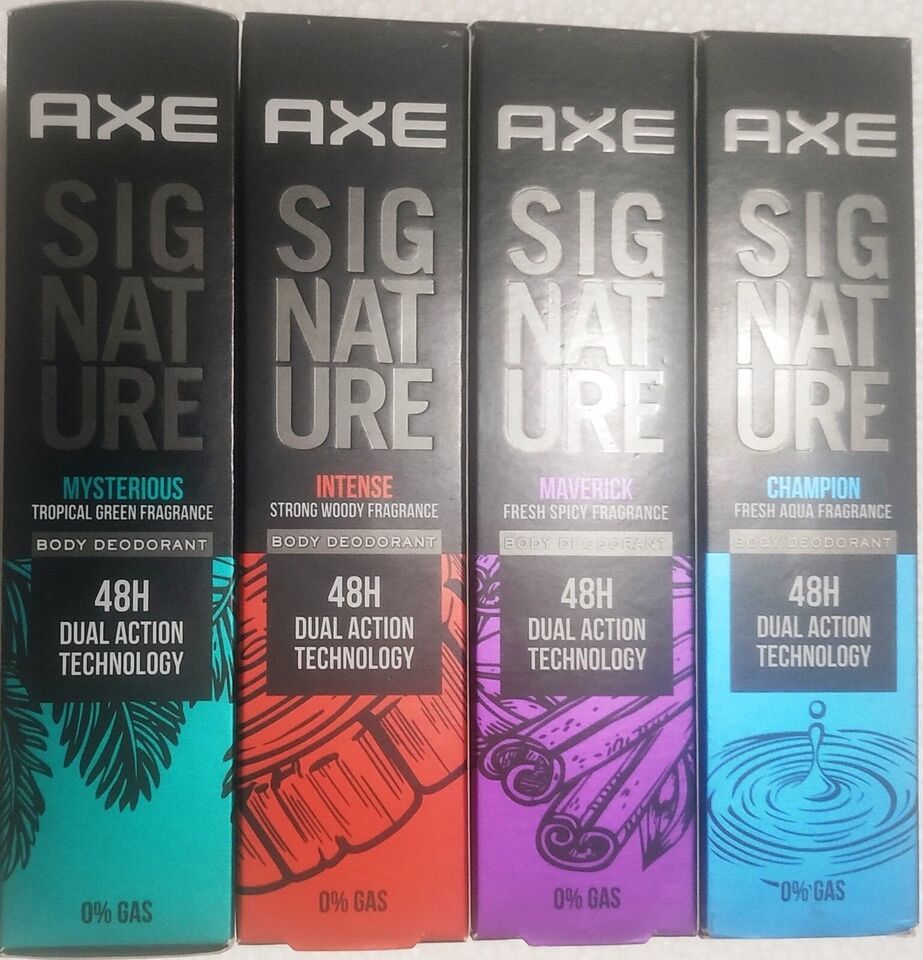 AXE
SIG
NAT
URE
MYSTERIOUS
TROPICAL GREEN FRAGRANCE
BODY DEODORANT
48H
DUAL ACTION
TECHNOLOGY
0% GAS
AXE
SIG
NAT
URE
INTENSE
STRONG WOODY FRAGRANCE
BODY DEODORANT
48H
DUAL ACTION
TECHNOLOGY
0% GAS
AXE
SIG
NAT
URE
MAVERICK
FRESH SPICY FRAGRANCE
BODY DEODORANT
48H
DUAL ACTION
TECHNOLOGY
0% GAS
AXE
SIG
NAT
URE
CHAMPION
FRESH AQUA FRAGRANCE
BODY DEODORANT
48H
DUAL ACTION
TECHNOLOGY
0% GAS